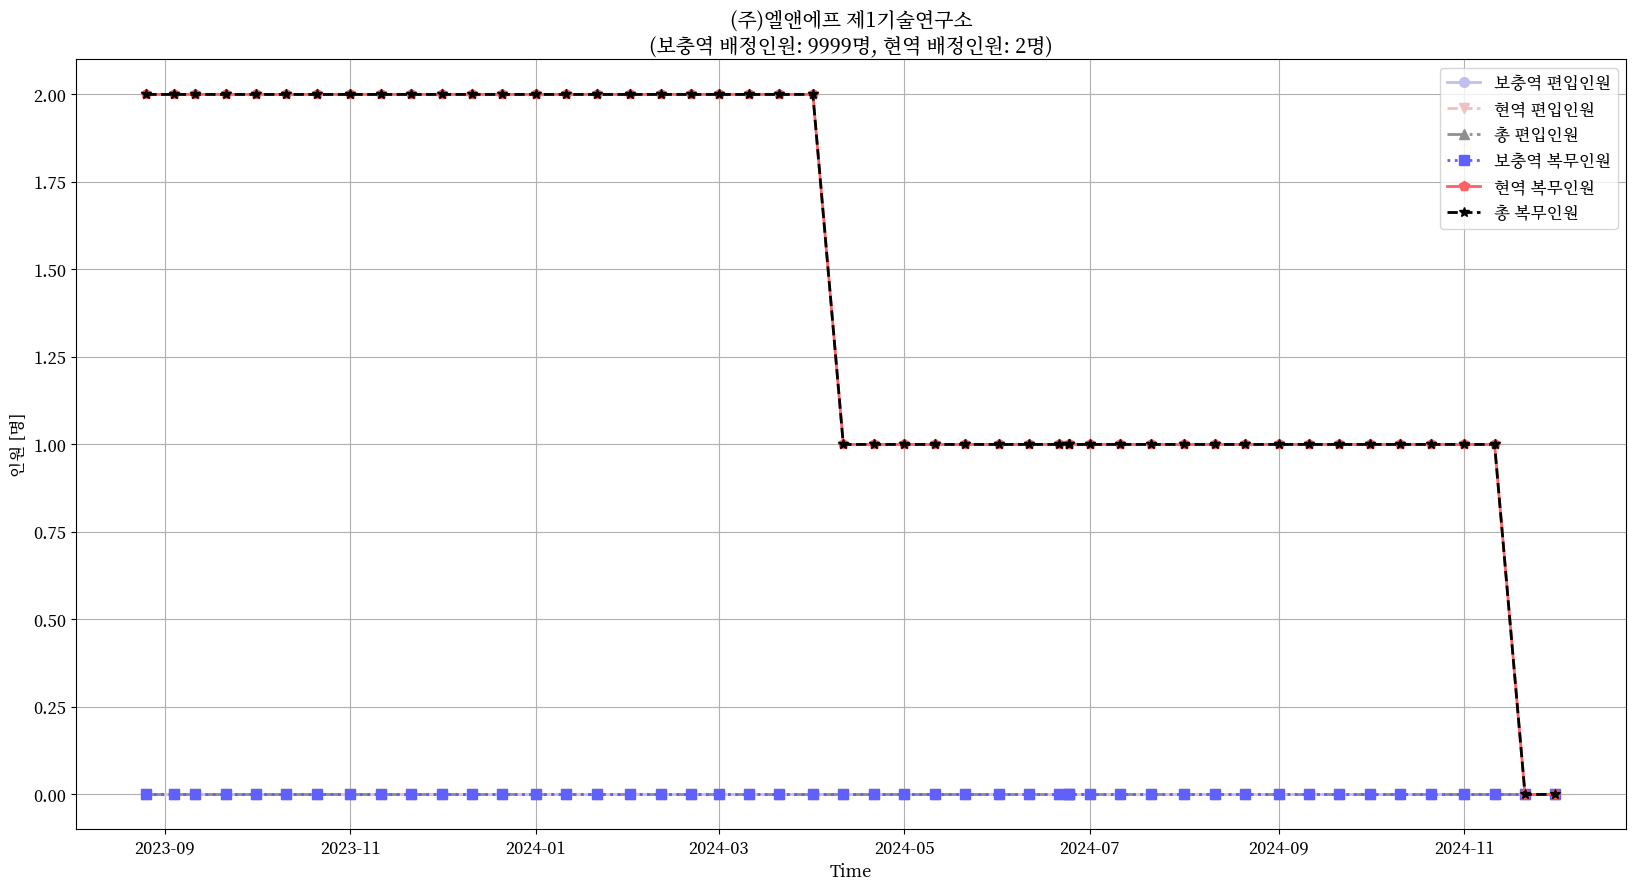 (주)엘앤에프 제1기술연구소
(보충역 배정인원: 9999명, 현역 배정인원: 2명)
보충역 편입인원
현역 편입인원
총 편입인원
보충역 복무인원
현역 복무인원
총 복무인원
2.00
1.75
1.50
1.25
1.00
0.75
0.50
0.25
0.00
인원 [명]
2023-09 2023-11 2024-01 2024-03 2024-05 2024-07 2024-09 2024-11
Time